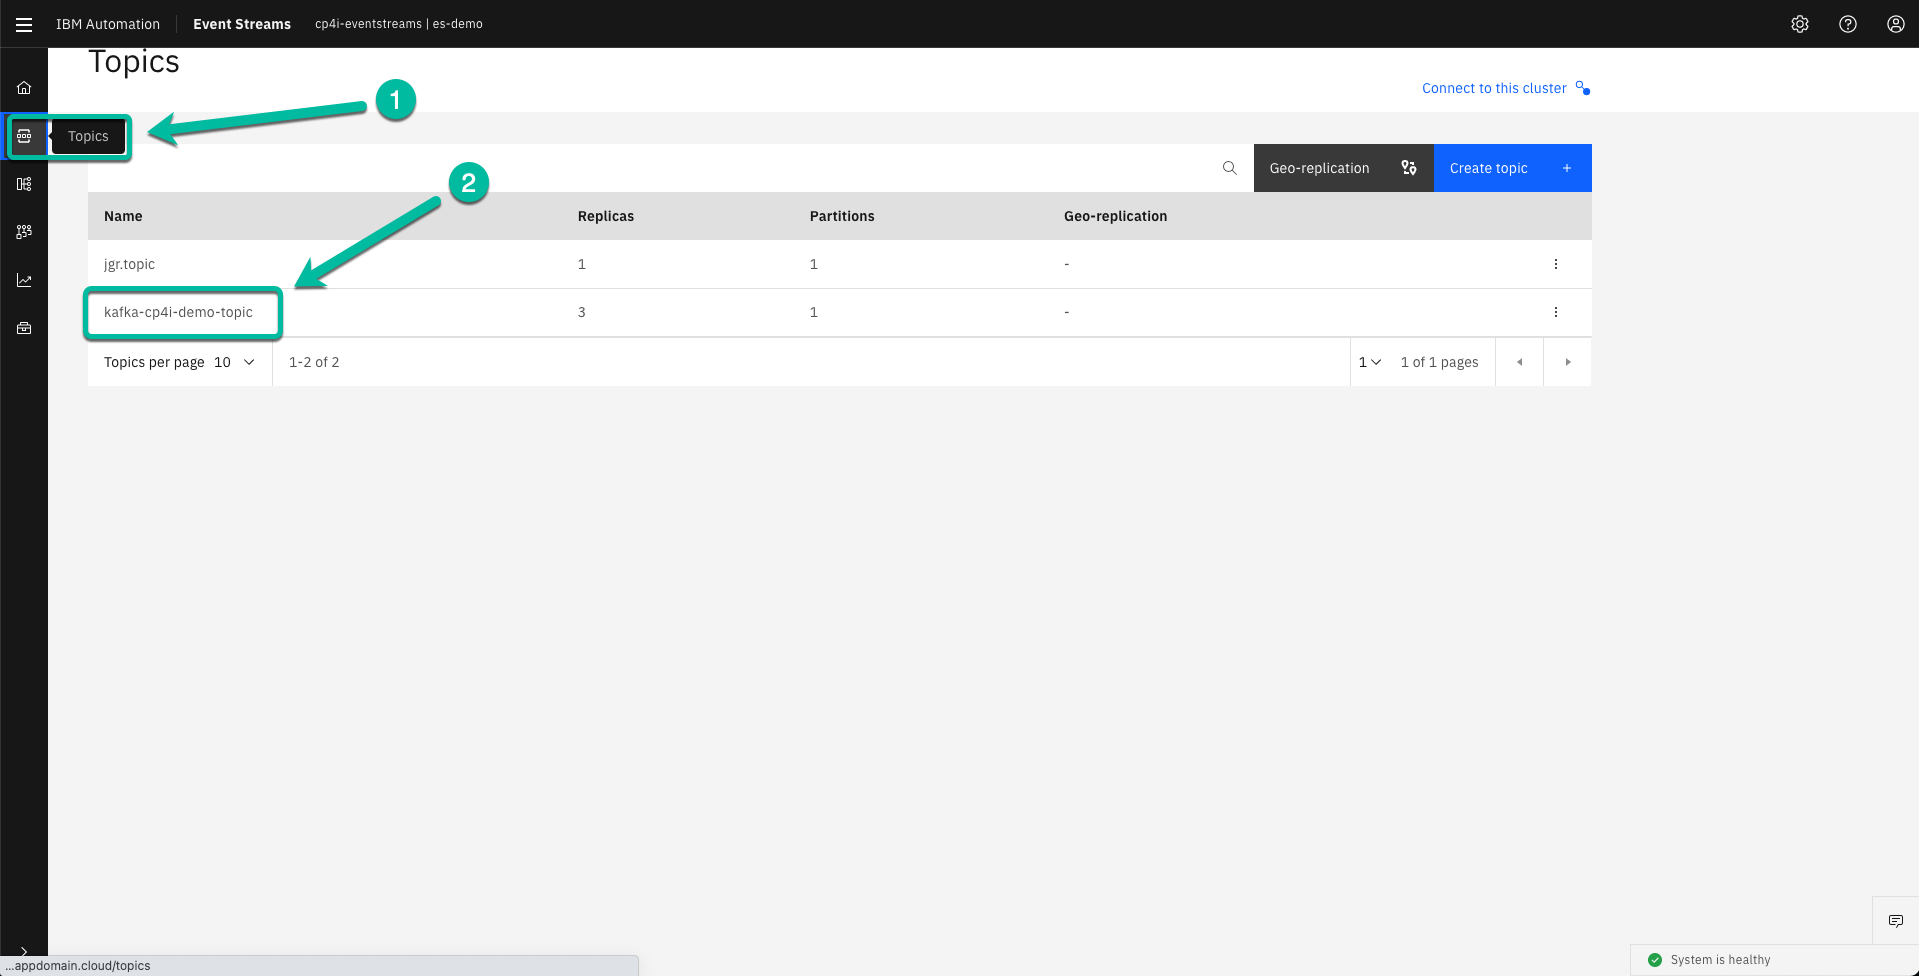 IBM Automation Event Streams cp4i-eventstreams | es-demo
Topics
1
Connect to this cluster
Topics
2
Geo-replication Create topic +
Name Replicas Partitions Geo-replication
jgr.topic 1 1 -
kafka-cp4i-demo-topic 3 1 -
Topics per page 10 1-2 of 2 1 1 of 1 pages
...appdomain.cloud/topics
System is healthy